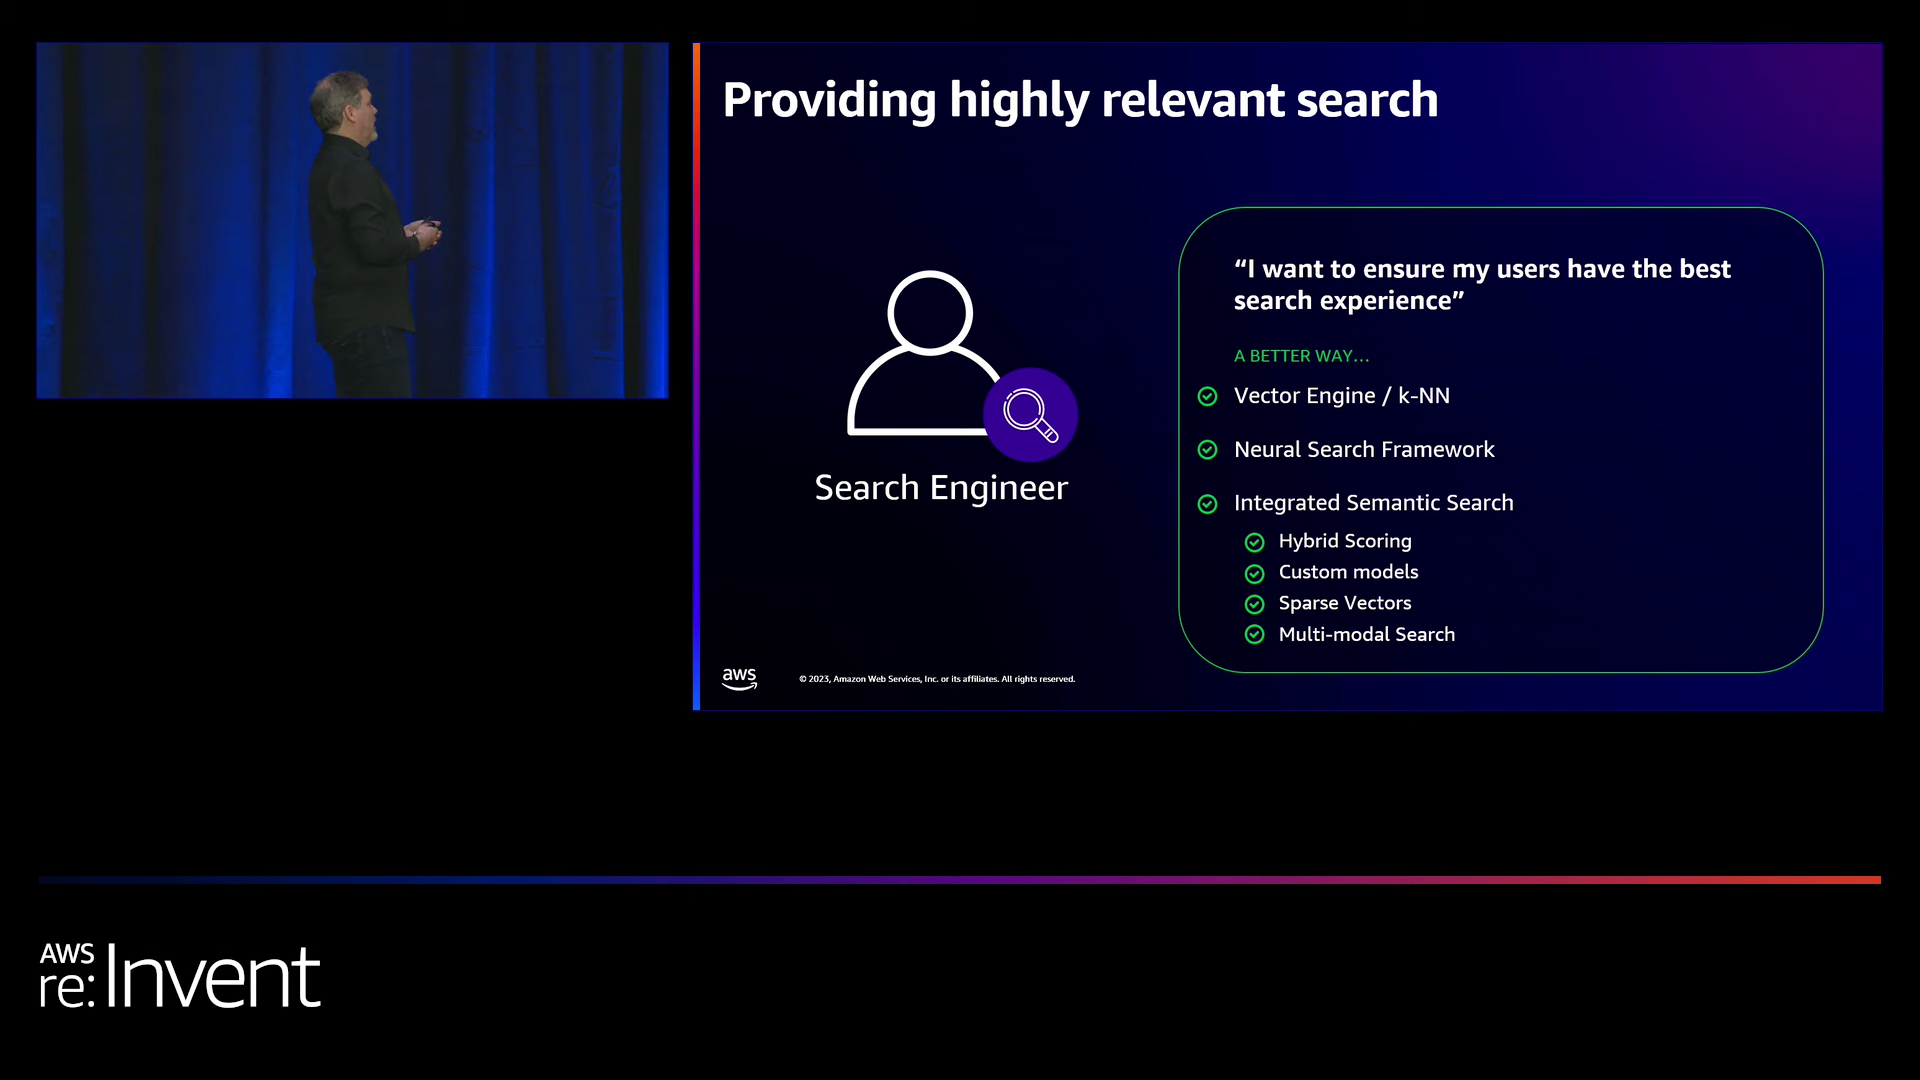 Providing highly relevant search
Search Engineer
“I want to ensure my users have the best
search experience”
A BETTER WAY...
Vector Engine / k-NN
Neural Search Framework
Integrated Semantic Search
Hybrid Scoring
Custom models
Sparse Vectors
Multi-modal Search
aws
© 2023, Amazon Web Services, Inc. or its affiliates. All rights reserved.
AWS
re:Invent